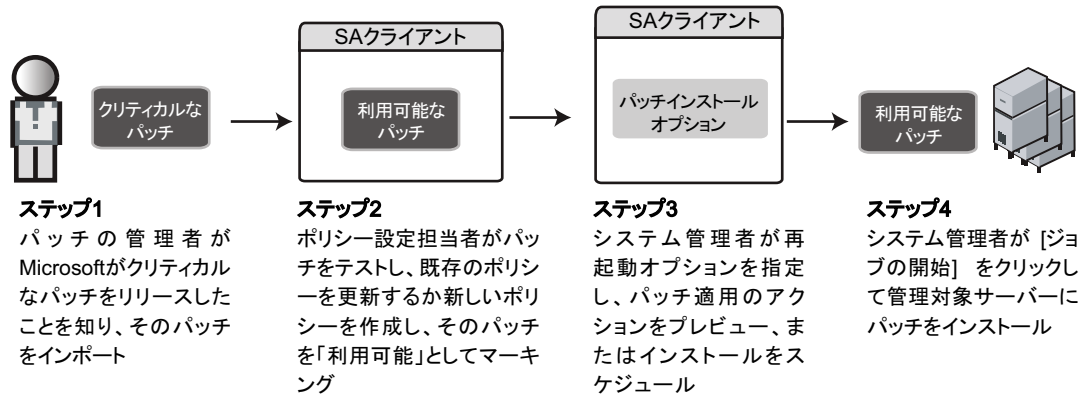 クリティカルな
パッチ
SAクライアント
利用可能な
パッチ
SAクライアント
パッチインストール
オプション
利用可能な
パッチ
ステップ1
パッチの管理者が
Microsoftがクリティカル
なパッチをリリースした
ことを知り、そのパッチ
をインポート
ステップ2
ポリシー設定担当者がパッ
チをテストし、既存のポリシ
ーを更新するか新しいポリ
シーを作成し、そのパッチ
を「利用可能」としてマーキ
ング
ステップ3
システム管理者が再
起動オプションを指定
し、パッチ適用のアク
ションをプレビュー、ま
たはインストールをス
ケジュール
ステップ4
システム管理者が [ジョ
ブの開始] をクリックし
て管理対象サーバーに
パッチをインストール